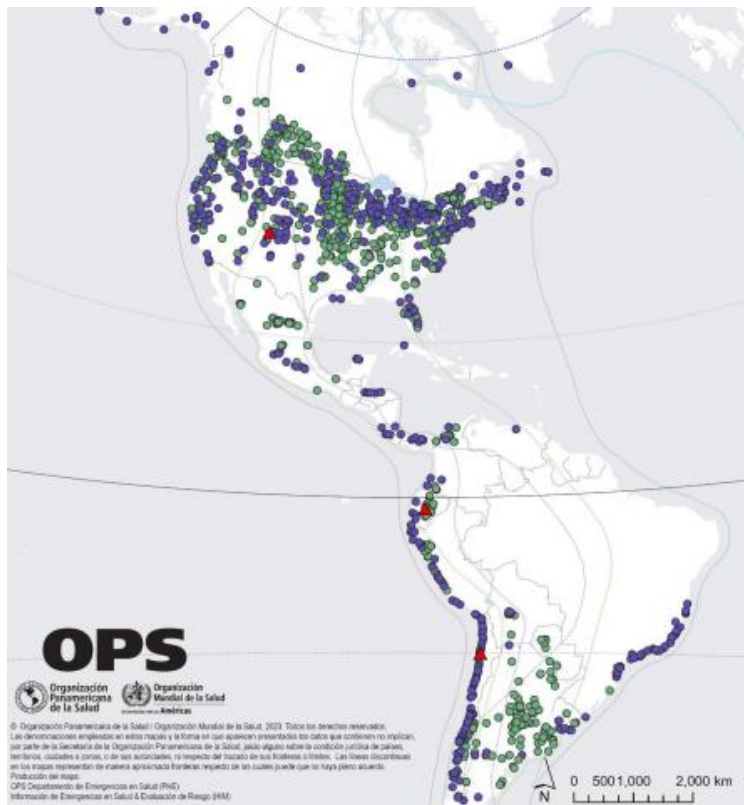 OPS
Organización
Panamericana
de la Salud
Organización
Mundial de la Salud
Américas
© Organización Panamericana de la Salud / Organización Mundial de la Salud, 2023. Todos los derechos reservados.
Las denominaciones empleadas en estos mapas y la forma en que aparecen presentados los datos que contienen no implican,
por parte de la Secretaría de la Organización Panamericana de la Salud, juicio alguno sobre la condición jurídica de países,
territorios, ciudades o zonas, o de sus autoridades, ni respecto del trazado de sus fronteras o límites. Las líneas discontinuas
en los mapas representan de manera aproximada fronteras respecto de las cuales puede que no haya pleno acuerdo.
Producción del mapa:
OPS Departamento de Emergencias en Salud (PHE)
Información de Emergencias en Salud & Evaluación de Riesgo (HIM)
N
0 500 1,000 2,000 km